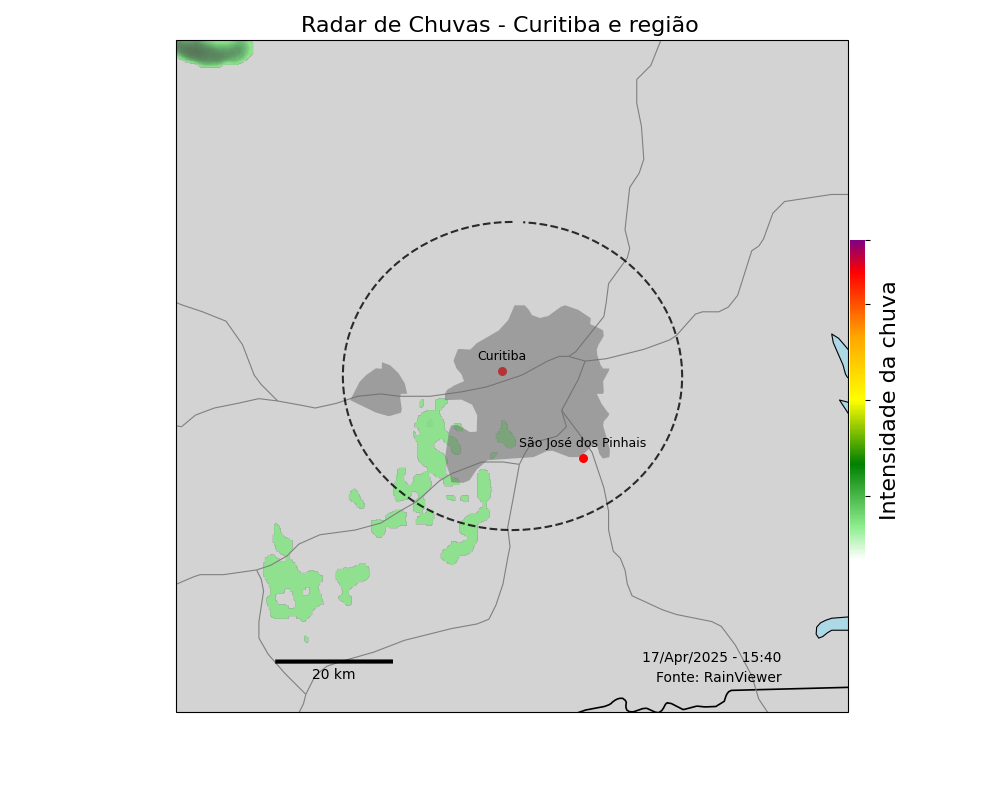 Radar de Chuvas - Curitiba e região
Curitiba
São José dos Pinhais
Intensidade da chuva
17/Apr/2025 - 15:40
Fonte: RainViewer
20 km